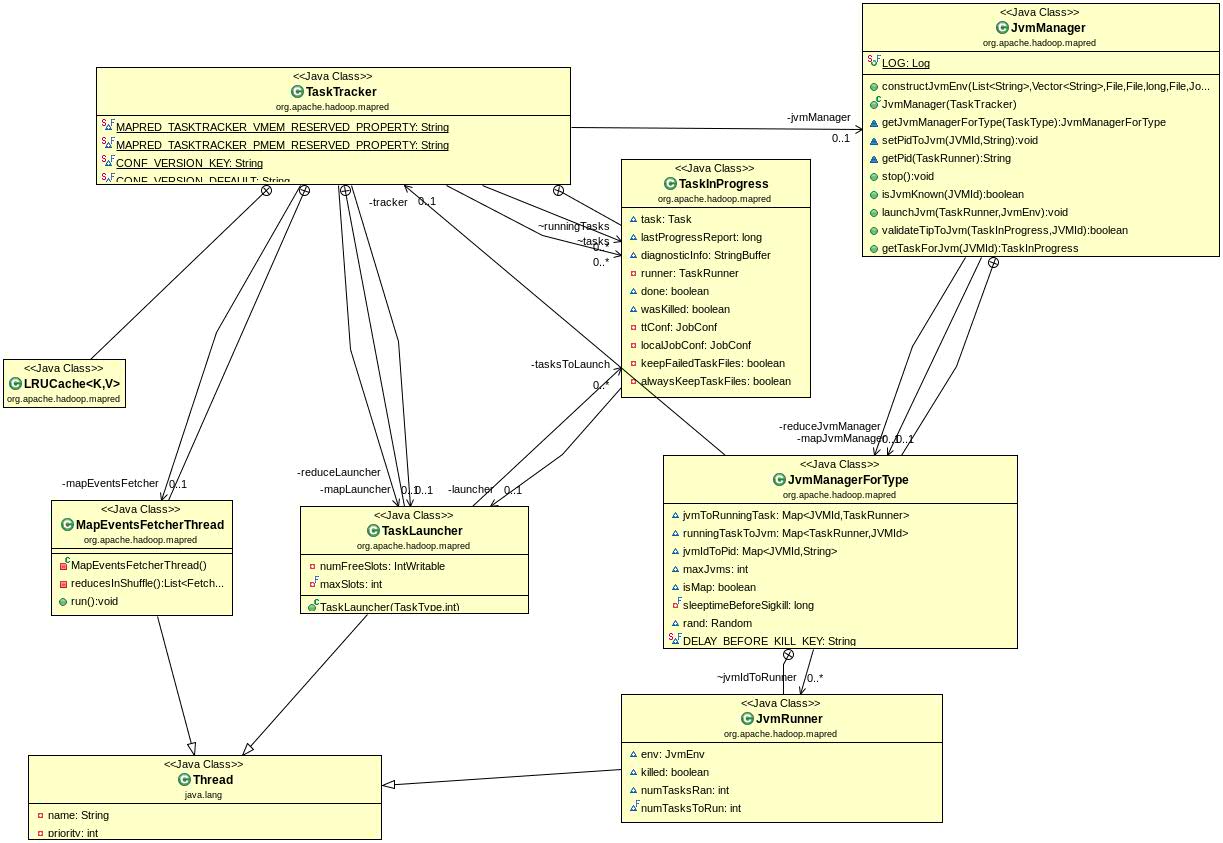 <<Java Class>>
JvmManager
org.apache.hadoop.mapred
LOG: Log
constructJvmEnv(List<String>,Vector<String>,File,File,long,File,Jo...
JvmManager(TaskTracker)
getJvmManagerForType(TaskType):JvmManagerForType
setPidToJvm(JVMId,String):void
getPid(TaskRunner):String
stop():void
isJvmKnown(JVMId):boolean
launchJvm(TaskRunner,JvmEnv):void
validateTipToJvm(TaskInProgress,JVMId):boolean
getTaskForJvm(JVMId):TaskInProgress
<<Java Class>>
TaskTracker
org.apache.hadoop.mapred
MAPRED_TASKTRACKER_VMEM_RESERVED_PROPERTY: String
MAPRED_TASKTRACKER_PMEM_RESERVED_PROPERTY: String
CONF_VERSION_KEY: String
CONF_VERSION_DEFAULT: String
-jvmManager
0..1
<<Java Class>>
TaskInProgress
org.apache.hadoop.mapred
task: Task
lastProgressReport: long
diagnosticInfo: StringBuffer
runner: TaskRunner
done: boolean
wasKilled: boolean
ttConf: JobConf
localJobConf: JobConf
keepFailedTaskFiles: boolean
alwaysKeepTaskFiles: boolean
-tracker
0..1
~runningTasks
~tasks
0..*
0..*
-tasksToLaunch
0..*
<<Java Class>>
LRUCache<K,V>
org.apache.hadoop.mapred
-reduceJvmManager
-mapJvmManager
0..1
0..1
-mapEventsFetcher
0..1
-reduceLauncher
-mapLauncher
0..1
0..1
-launcher
0..1
<<Java Class>>
MapEventsFetcherThread
org.apache.hadoop.mapred
MapEventsFetcherThread()
reducesInShuffle():List<Fetch...
run():void
<<Java Class>>
TaskLauncher
org.apache.hadoop.mapred
numFreeSlots: IntWritable
maxSlots: int
TaskLauncher(TaskType,int)
<<Java Class>>
JvmManagerForType
org.apache.hadoop.mapred
jvmToRunningTask: Map<JVMId,TaskRunner>
runningTaskToJvm: Map<TaskRunner,JVMId>
jvmIdToPid: Map<JVMId,String>
maxJvms: int
isMap: boolean
sleeptimeBeforeSigkill: long
rand: Random
DELAY_BEFORE_KILL_KEY: String
~jvmIdToRunner
0..*
<<Java Class>>
JvmRunner
org.apache.hadoop.mapred
env: JvmEnv
killed: boolean
numTasksRan: int
numTasksToRun: int
<<Java Class>>
Thread
java.lang
name: String
priority: int